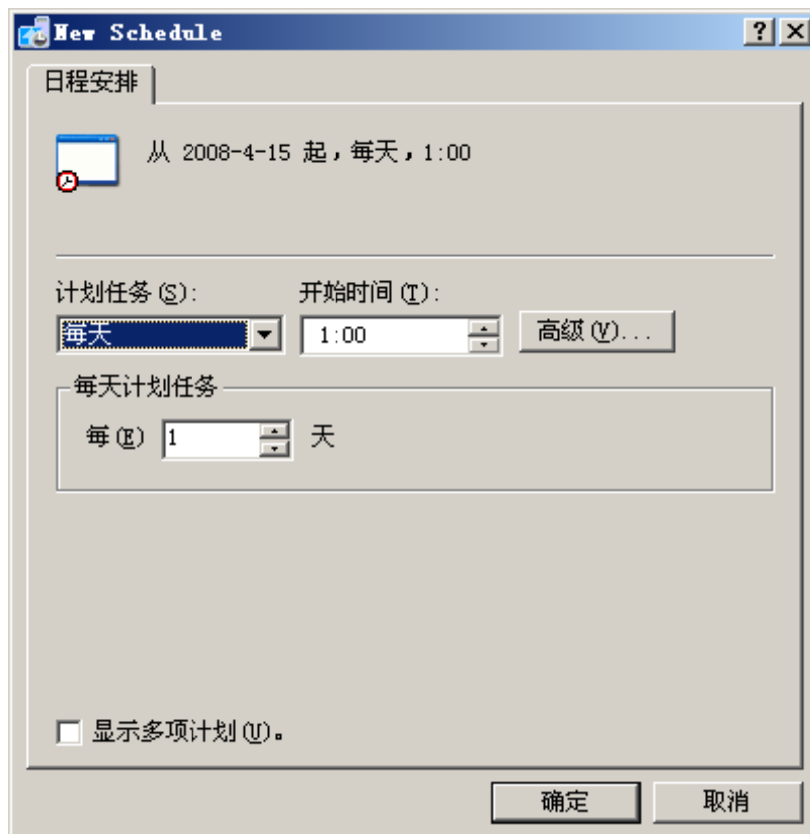 New Schedule
日程安排
从 2008-4-15 起，每天，1:00
计划任务(S): 开始时间(T):
每天 1:00 高级(V)...
每天计划任务
每(E) 1 天
显示多项计划(U)。
确定 取消